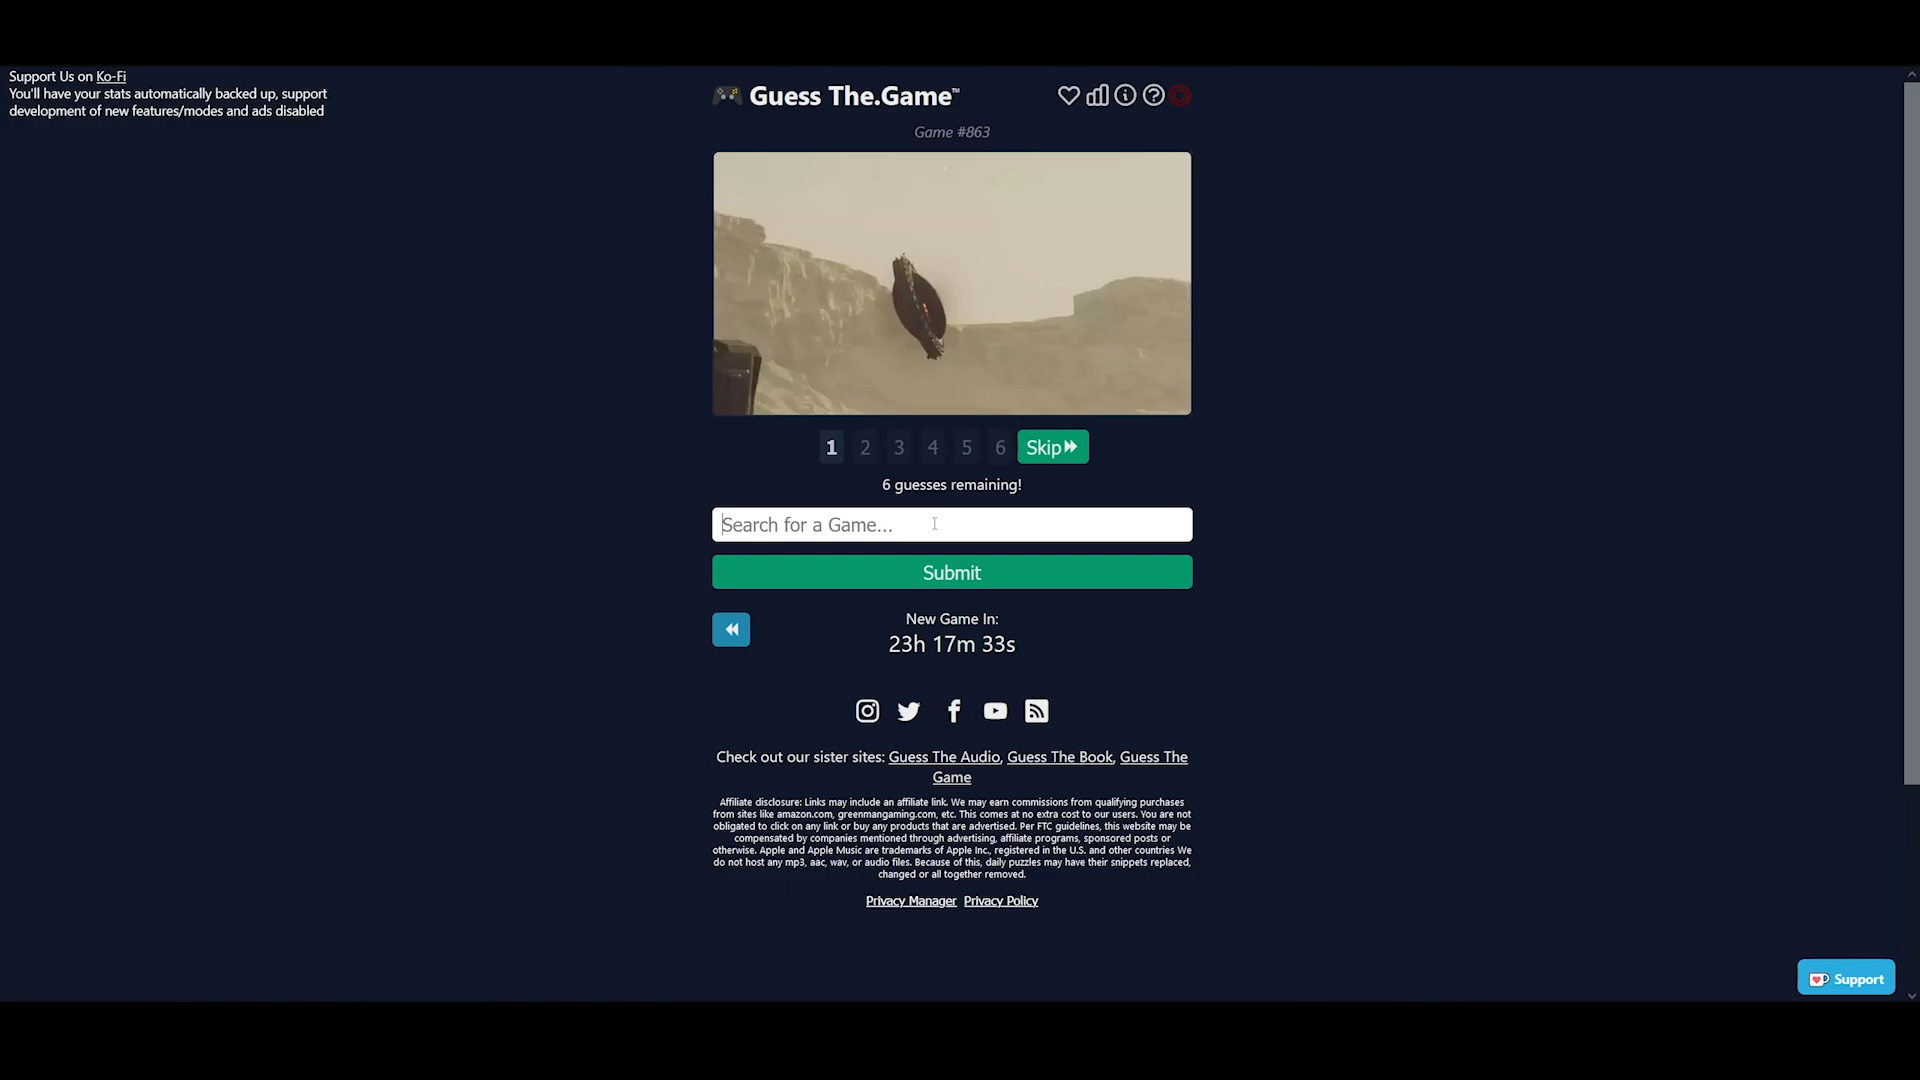 Support Us on Ko-Fi
You'll have your stats automatically backed up, support
development of new features/modes and ads disabled
Guess The.Game™
Game #863
1 2 3 4 5 6 Skip
6 guesses remaining!
Search for a Game...
Submit
New Game In:
23h 17m 33s
Check out our sister sites: Guess The Audio, Guess The Book, Guess The
Game
Affiliate disclosure: Links may include an affiliate link. We may earn commissions from qualifying purchases
from sites like amazon.com, greenmangaming.com, etc. This comes at no extra cost to our users. You are not
obligated to click on any link or buy any products that are advertised. Per FTC guidelines, this website may be
compensated by companies mentioned through advertising, affiliate programs, sponsored posts or
otherwise. Apple and Apple Music are trademarks of Apple Inc., registered in the U.S. and other countries We
do not host any mp3, aac, wav, or audio files. Because of this, daily puzzles may have their snippets replaced,
changed or all together removed.
Privacy Manager Privacy Policy
Support